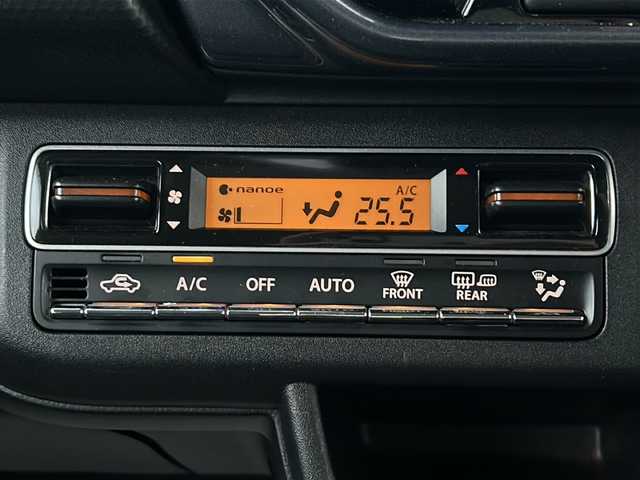 nanoe A/C
25.5
A/C OFF AUTO FRONT REAR